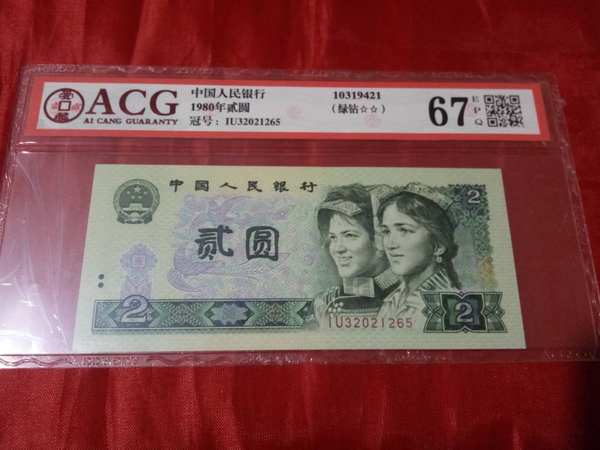 ACG
AI CANG GUARANTY
中国人民银行
1980年贰圆
冠号：IU32021265
10319421
（绿钻☆☆）
67 EPQ
中国人民银行
贰圆
2
2
2
IU32021265